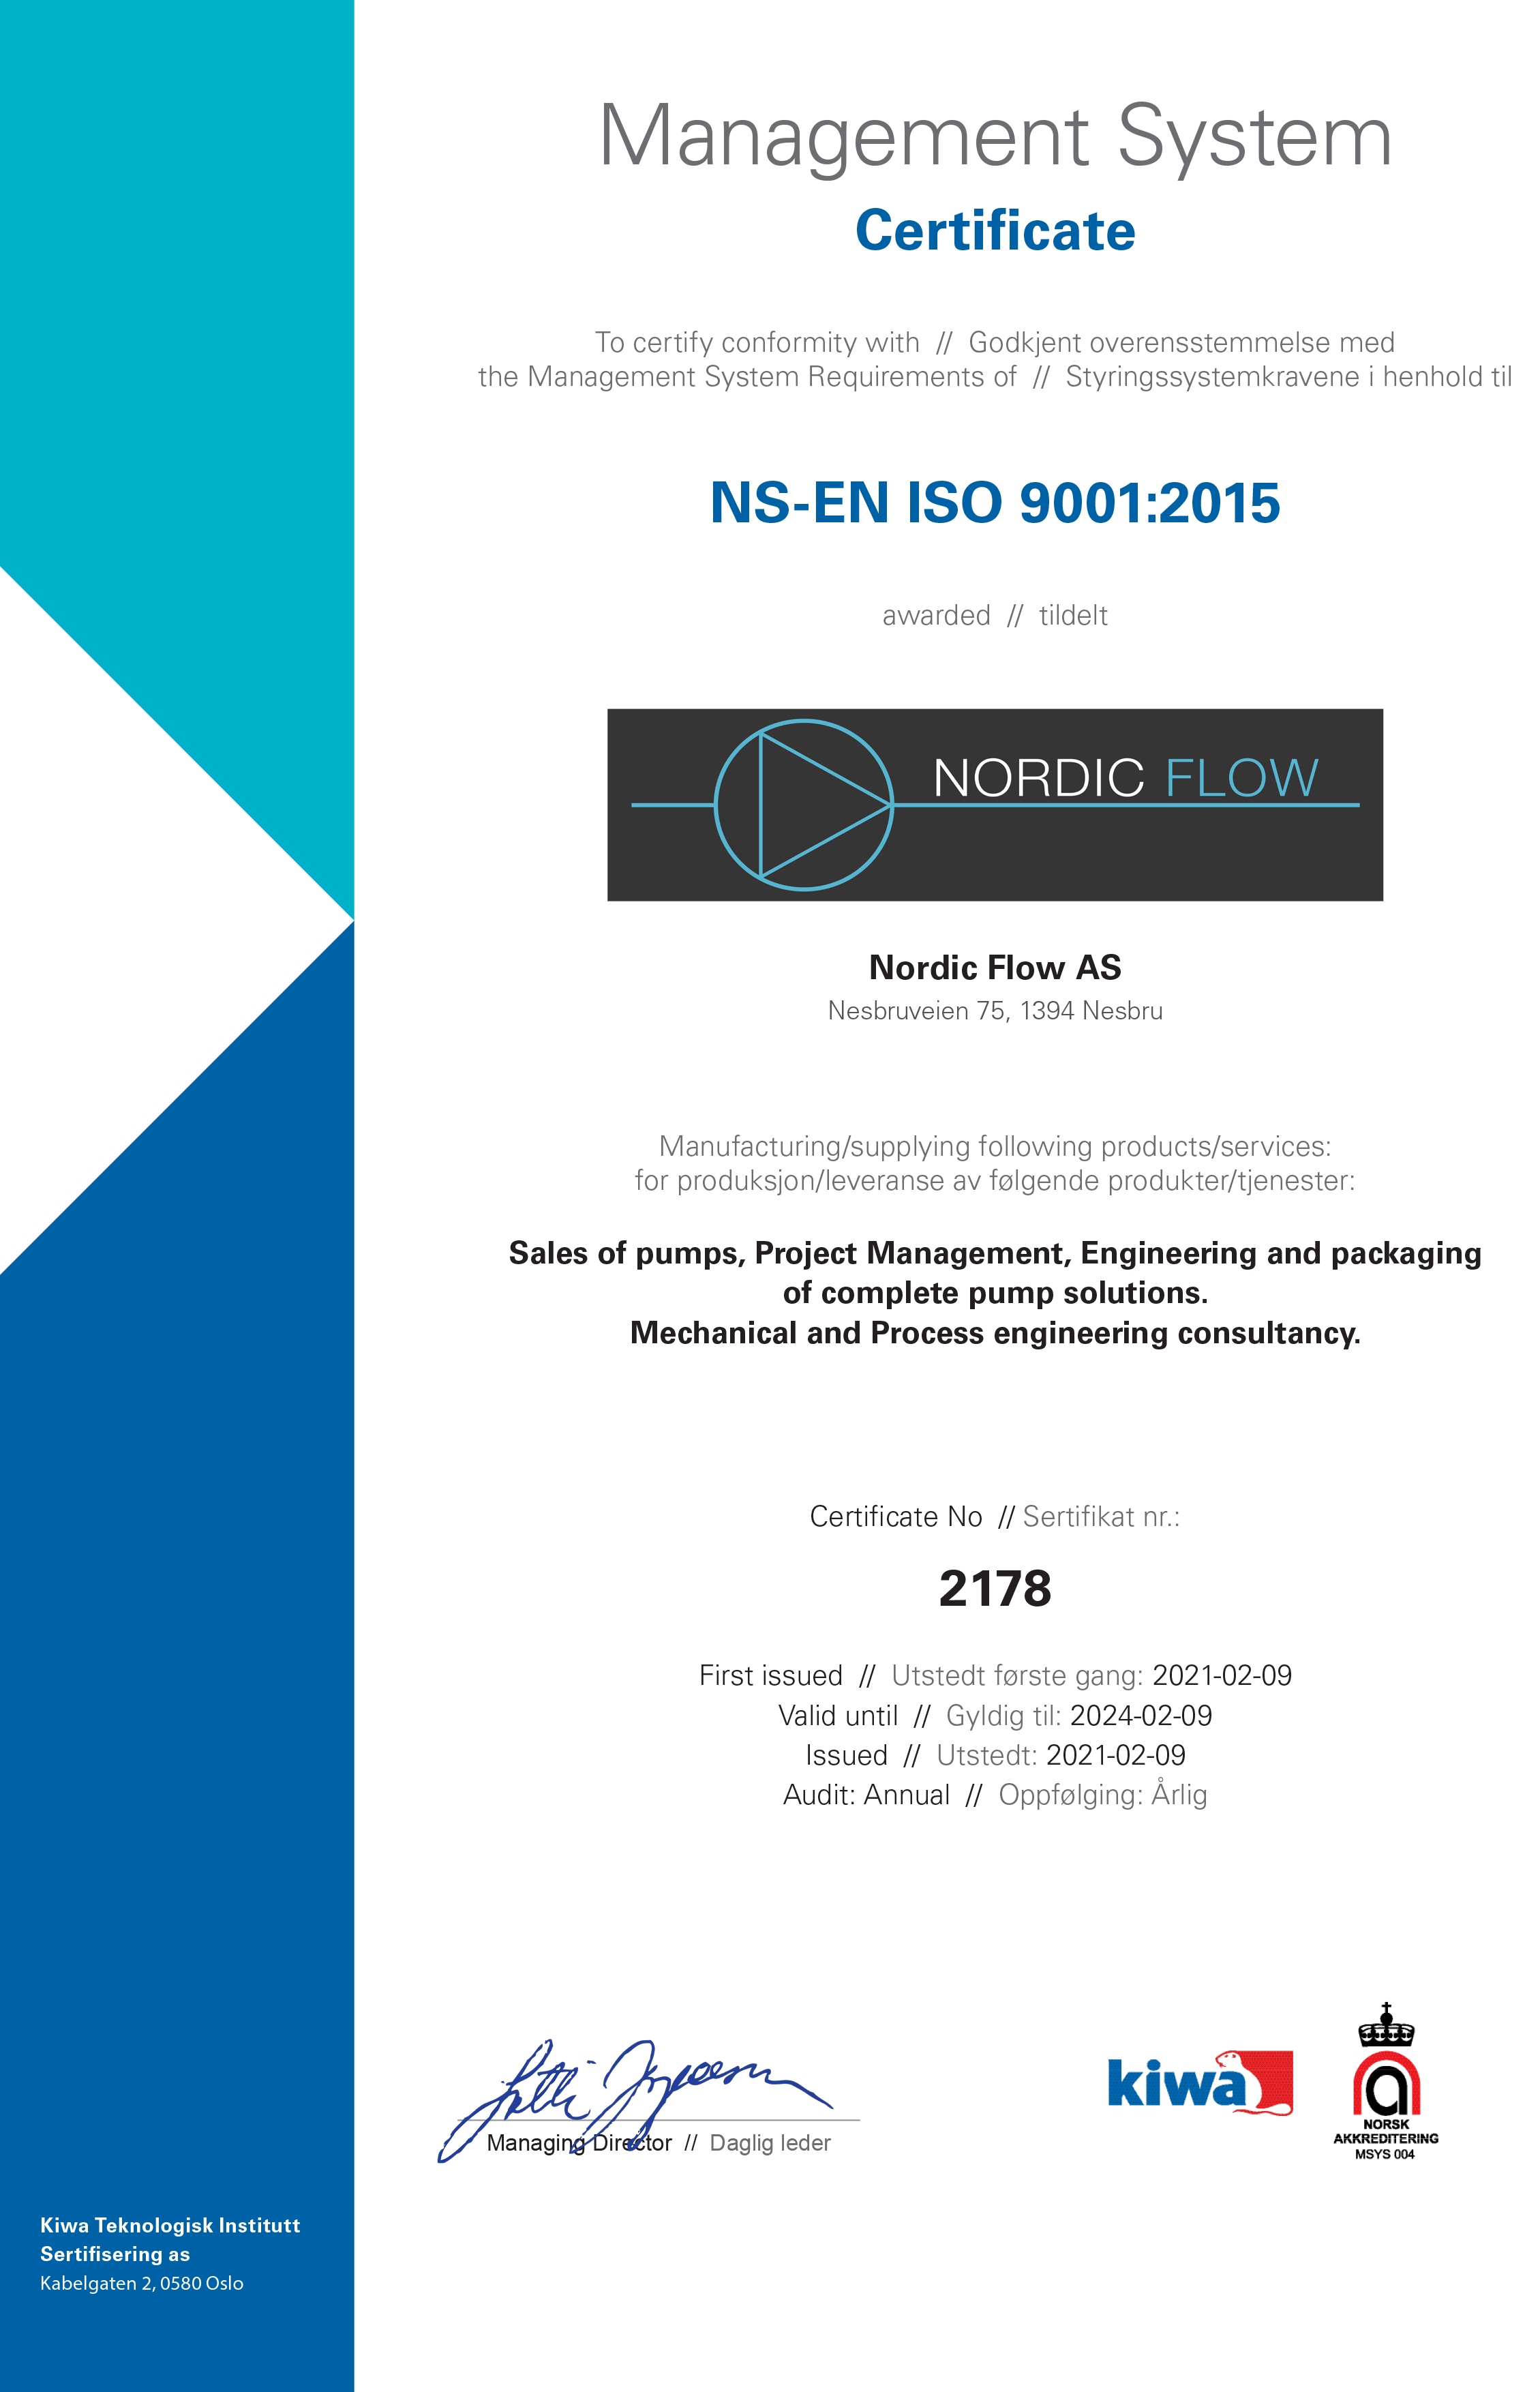 Management System
Certificate
To certify conformity with // Godkjent overensstemmelse med
the Management System Requirements of // Styringssystemkravene i henhold til
NS-EN ISO 9001:2015
awarded // tildelt
NORDIC FLOW
Nordic Flow AS
Nesbruveien 75, 1394 Nesbru
Manufacturing/supplying following products/services:
for produksjon/leveranse av følgende produkter/tjenester:
Sales of pumps, Project Management, Engineering and packaging
of complete pump solutions.
Mechanical and Process engineering consultancy.
Certificate No // Sertifikat nr.:
2178
First issued // Utstedt første gang: 2021-02-09
Valid until // Gyldig til: 2024-02-09
Issued // Utstedt: 2021-02-09
Audit: Annual // Oppfølging: Årlig
Managing Director // Daglig leder
kiwa
NORSK
AKKREDITERING
MSYS 004
Kiwa Teknologisk Institutt
Sertifisering as
Kabelgaten 2, 0580 Oslo